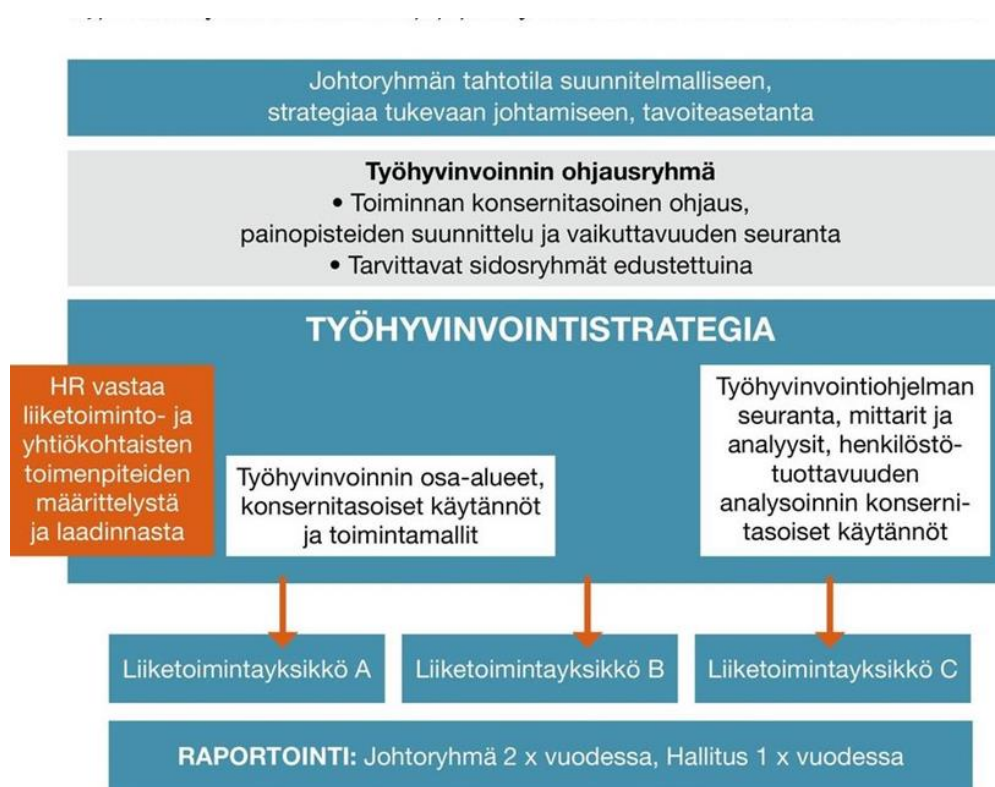 Johtoryhmän tahtotila suunnitelmalliseen,
strategiaa tukevaan johtamiseen, tavoiteasetanta
Työhyvinvoinnin ohjausryhmä
• Toiminnan konsernitasoinen ohjaus,
painopisteiden suunnittelu ja vaikuttavuuden seuranta
• Tarvittavat sidosryhmät edustettuina
TYÖHYVINVOINTISTRATEGIA
HR vastaa
liiketoiminto- ja
yhtiökohtaisten
toimenpiteiden
määrittelystä
ja laadinnasta
Työhyvinvoinnin osa-alueet,
konsernitasoiset käytännöt
ja toimintamallit
Työhyvinvointiohjelman
seuranta, mittarit ja
analyysit, henkilöstö-
tuottavuuden
analysoinnin konserni-
tasoiset käytännöt
Liiketoimintayksikkö A
Liiketoimintayksikkö B
Liiketoimintayksikkö C
RAPORTOINTI: Johtoryhmä 2 x vuodessa, Hallitus 1 x vuodessa